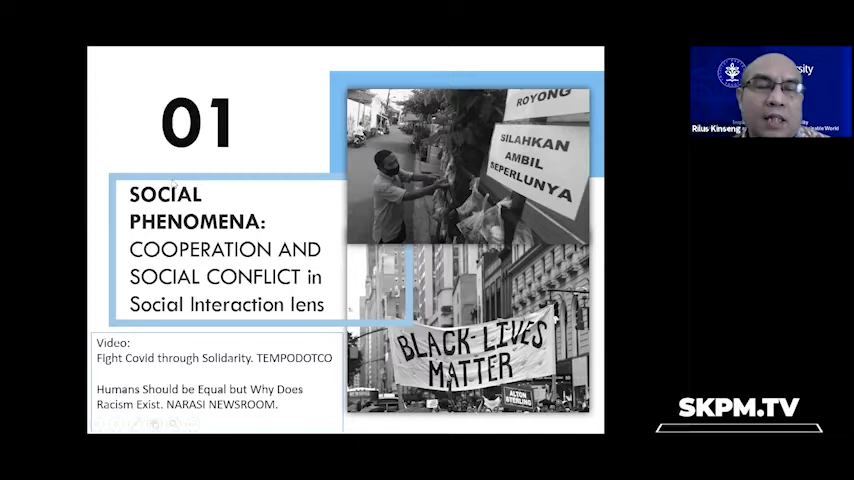 01
SOCIAL
PHENOMENA:
COOPERATION AND
SOCIAL CONFLICT in
Social Interaction lens
Video:
Fight Covid through Solidarity. TEMPODOTCO
Humans Should be Equal but Why Does
Racism Exist. NARASI NEWSROOM.
ROYONG
SILAHKAN
AMBIL
SEPERLUNYA
BLACK-LIVES
MATTER
ALTON
STERLING
Rilus Kinseng
SKPM.TV